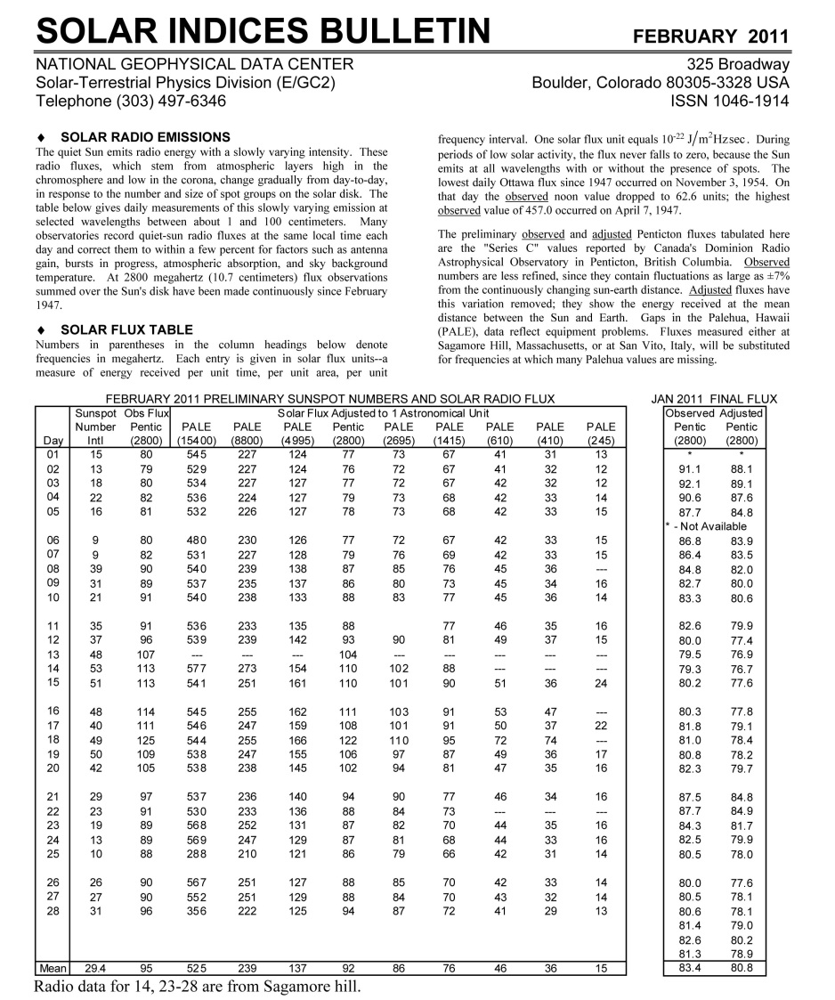 SOLAR INDICES BULLETIN
FEBRUARY 2011
NATIONAL GEOPHYSICAL DATA CENTER
Solar-Terrestrial Physics Division (E/GC2)
Telephone (303) 497-6346
325 Broadway
Boulder, Colorado 80305-3328 USA
ISSN 1046-1914
♦ SOLAR RADIO EMISSIONS
The quiet Sun emits radio energy with a slowly varying intensity. These
radio fluxes, which stem from atmospheric layers high in the
chromosphere and low in the corona, change gradually from day-to-day,
in response to the number and size of spot groups on the solar disk. The
table below gives daily measurements of this slowly varying emission at
selected wavelengths between about 1 and 100 centimeters. Many
observatories record quiet-sun radio fluxes at the same local time each
day and correct them to within a few percent for factors such as antenna
gain, bursts in progress, atmospheric absorption, and sky background
temperature. At 2800 megahertz (10.7 centimeters) flux observations
summed over the Sun's disk have been made continuously since February
1947.
♦ SOLAR FLUX TABLE
Numbers in parentheses in the column headings below denote
frequencies in megahertz. Each entry is given in solar flux units--a
measure of energy received per unit time, per unit area, per unit
frequency interval. One solar flux unit equals 10-22 J/m2Hzsec. During
periods of low solar activity, the flux never falls to zero, because the Sun
emits at all wavelengths with or without the presence of spots. The
lowest daily Ottawa flux since 1947 occurred on November 3, 1954. On
that day the observed noon value dropped to 62.6 units; the highest
observed value of 457.0 occurred on April 7, 1947.
The preliminary observed and adjusted Penticton fluxes tabulated here
are the "Series C" values reported by Canada's Dominion Radio
Astrophysical Observatory in Penticton, British Columbia. Observed
numbers are less refined, since they contain fluctuations as large as ±7%
from the continuously changing sun-earth distance. Adjusted fluxes have
this variation removed; they show the energy received at the mean
distance between the Sun and Earth. Gaps in the Palehua, Hawaii
(PALE), data reflect equipment problems. Fluxes measured either at
Sagamore Hill, Massachusetts, or at San Vito, Italy, will be substituted
for frequencies at which many Palehua values are missing.
FEBRUARY 2011 PRELIMINARY SUNSPOT NUMBERS AND SOLAR RADIO FLUX
Sunspot Obs Flux Solar Flux Adjusted to 1 Astronomical Unit
Number Pentic PALE PALE PALE Pentic PALE PALE PALE PALE PALE
Day Intl (2800) (15400) (8800) (4995) (2800) (2695) (1415) (610) (410) (245)
01 15 80 545 227 124 77 73 67 41 31 13
02 13 79 529 227 124 76 72 67 41 32 12
03 18 80 534 227 127 77 72 67 42 32 12
04 22 82 536 224 127 79 73 68 42 33 14
05 16 81 532 226 127 78 73 68 42 33 15
06 9 80 480 230 126 77 72 67 42 33 15
07 9 82 531 227 128 79 76 69 42 33 15
08 39 90 540 239 138 87 85 76 45 36 ---
09 31 89 537 235 137 86 80 73 45 34 16
10 21 91 540 238 133 88 83 77 45 36 14
11 35 91 536 233 135 88 77 46 35 16
12 37 96 539 239 142 93 90 81 49 37 15
13 48 107 --- --- --- 104 --- --- --- --- ---
14 53 113 577 273 154 110 102 88 --- --- ---
15 51 113 541 251 161 110 101 90 51 36 24
16 48 114 545 255 162 111 103 91 53 47 ---
17 40 111 546 247 159 108 101 91 50 37 22
18 49 125 544 255 166 122 110 95 72 74 ---
19 50 109 538 247 155 106 97 87 49 36 17
20 42 105 538 238 145 102 94 81 47 35 16
21 29 97 537 236 140 94 90 77 46 34 16
22 23 91 530 233 136 88 84 73 --- --- ---
23 19 89 568 252 131 87 82 70 44 35 16
24 13 89 569 247 129 87 81 68 44 33 16
25 10 88 288 210 121 86 79 66 42 31 14
26 26 90 567 251 127 88 85 70 42 33 14
27 27 90 552 251 129 88 84 70 43 32 14
28 31 96 356 222 125 94 87 72 41 29 13
Mean 29.4 95 525 239 137 92 86 76 46 36 15
Radio data for 14, 23-28 are from Sagamore hill.
JAN 2011 FINAL FLUX
Observed Adjusted
Pentic Pentic
(2800) (2800)
* *
91.1 88.1
92.1 89.1
90.6 87.6
87.7 84.8
* - Not Available
86.8 83.9
86.4 83.5
84.8 82.0
82.7 80.0
83.3 80.6
82.6 79.9
80.0 77.4
79.5 76.9
79.3 76.7
80.2 77.6
80.3 77.8
81.8 79.1
81.0 78.4
80.8 78.2
82.3 79.7
87.5 84.8
87.7 84.9
84.3 81.7
82.5 79.9
80.5 78.0
80.0 77.6
80.5 78.1
80.6 78.1
81.4 79.0
82.6 80.2
81.3 78.9
83.4 80.8